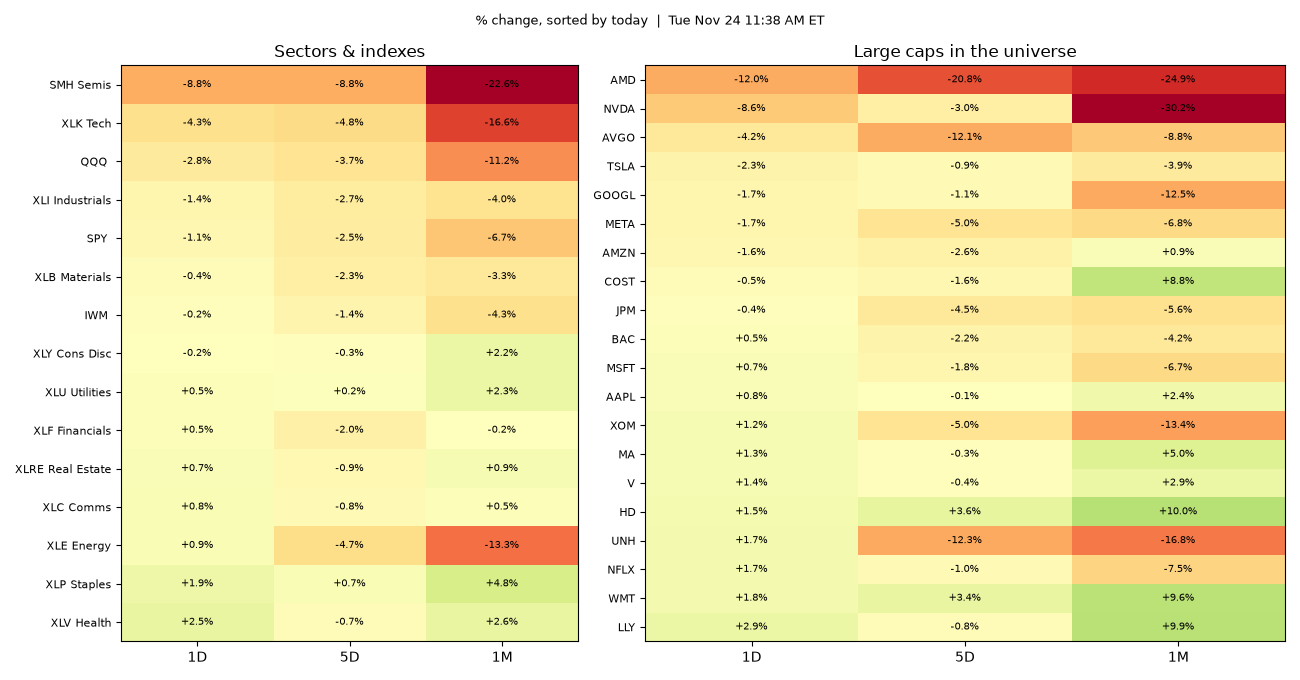 % change, sorted by today | Tue Nov 24 11:38 AM ET
Sectors & indexes
SMH Semis -8.8% -8.8% -22.6%
XLK Tech -4.3% -4.8% -16.6%
QQQ -2.8% -3.7% -11.2%
XLI Industrials -1.4% -2.7% -4.0%
SPY -1.1% -2.5% -6.7%
XLB Materials -0.4% -2.3% -3.3%
IWM -0.2% -1.4% -4.3%
XLY Cons Disc -0.2% -0.3% +2.2%
XLU Utilities +0.5% +0.2% +2.3%
XLF Financials +0.5% -2.0% -0.2%
XLRE Real Estate +0.7% -0.9% +0.9%
XLC Comms +0.8% -0.8% +0.5%
XLE Energy +0.9% -4.7% -13.3%
XLP Staples +1.9% +0.7% +4.8%
XLV Health +2.5% -0.7% +2.6%
1D 5D 1M
Large caps in the universe
AMD -12.0% -20.8% -24.9%
NVDA -8.6% -3.0% -30.2%
AVGO -4.2% -12.1% -8.8%
TSLA -2.3% -0.9% -3.9%
GOOGL -1.7% -1.1% -12.5%
META -1.7% -5.0% -6.8%
AMZN -1.6% -2.6% +0.9%
COST -0.5% -1.6% +8.8%
JPM -0.4% -4.5% -5.6%
BAC +0.5% -2.2% -4.2%
MSFT +0.7% -1.8% -6.7%
AAPL +0.8% -0.1% +2.4%
XOM +1.2% -5.0% -13.4%
MA +1.3% -0.3% +5.0%
V +1.4% -0.4% +2.9%
HD +1.5% +3.6% +10.0%
UNH +1.7% -12.3% -16.8%
NFLX +1.7% -1.0% -7.5%
WMT +1.8% +3.4% +9.6%
LLY +2.9% -0.8% +9.9%
1D 5D 1M